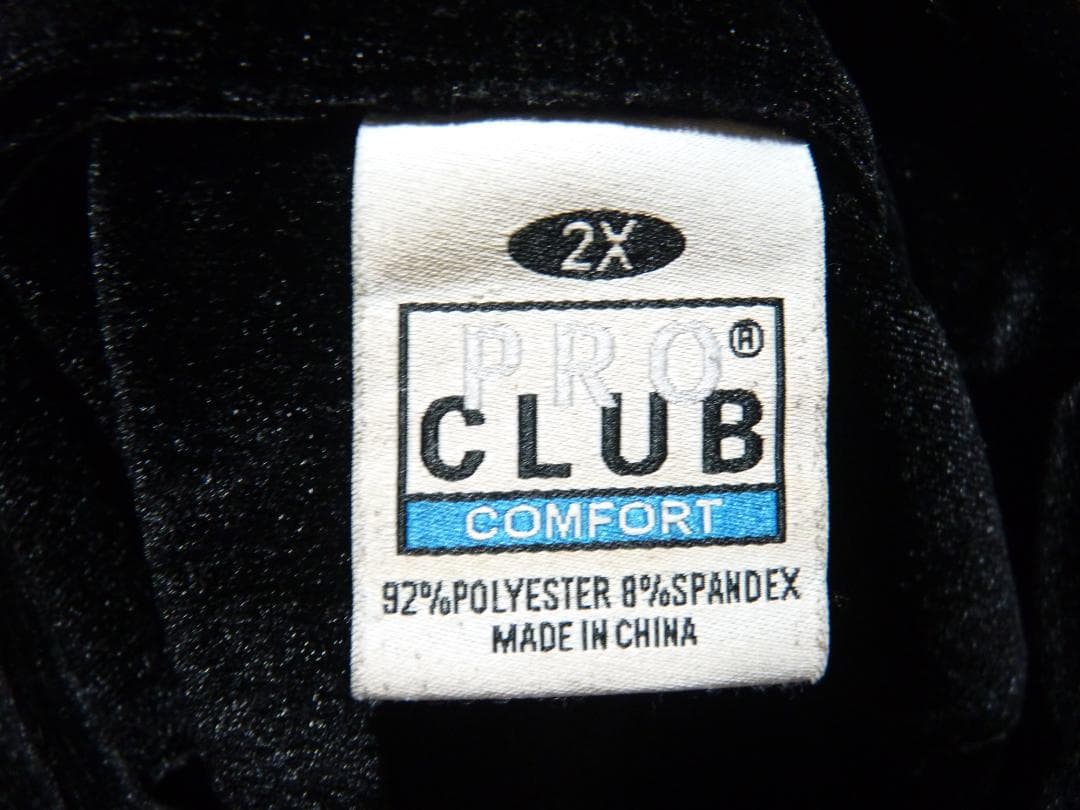 2X
PRO®
CLUB
COMFORT
92%POLYESTER 8%SPANDEX
MADE IN CHINA